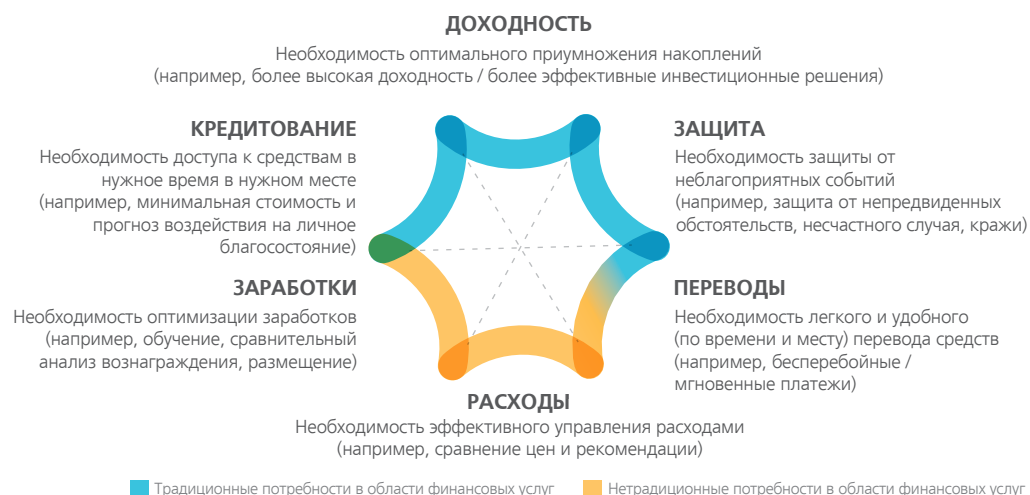 ДОХОДНОСТЬ
Необходимость оптимального приумножения накоплений
(например, более высокая доходность / более эффективные инвестиционные решения)
КРЕДИТОВАНИЕ
Необходимость доступа к средствам в
нужное время в нужном месте
(например, минимальная стоимость и
прогноз воздействия на личное
благосостояние)
ЗАЩИТА
Необходимость защиты от
неблагоприятных событий
(например, защита от непредвиденных
обстоятельств, несчастного случая, кражи)
ЗАРАБОТКИ
Необходимость оптимизации заработков
(например, обучение, сравнительный
анализ вознаграждения, размещение)
ПЕРЕВОДЫ
Необходимость легкого и удобного
(по времени и месту) перевода средств
(например, бесперебойные /
мгновенные платежи)
РАСХОДЫ
Необходимость эффективного управления расходами
(например, сравнение цен и рекомендации)
Традиционные потребности в области финансовых услуг
Нетрадиционные потребности в области финансовых услуг